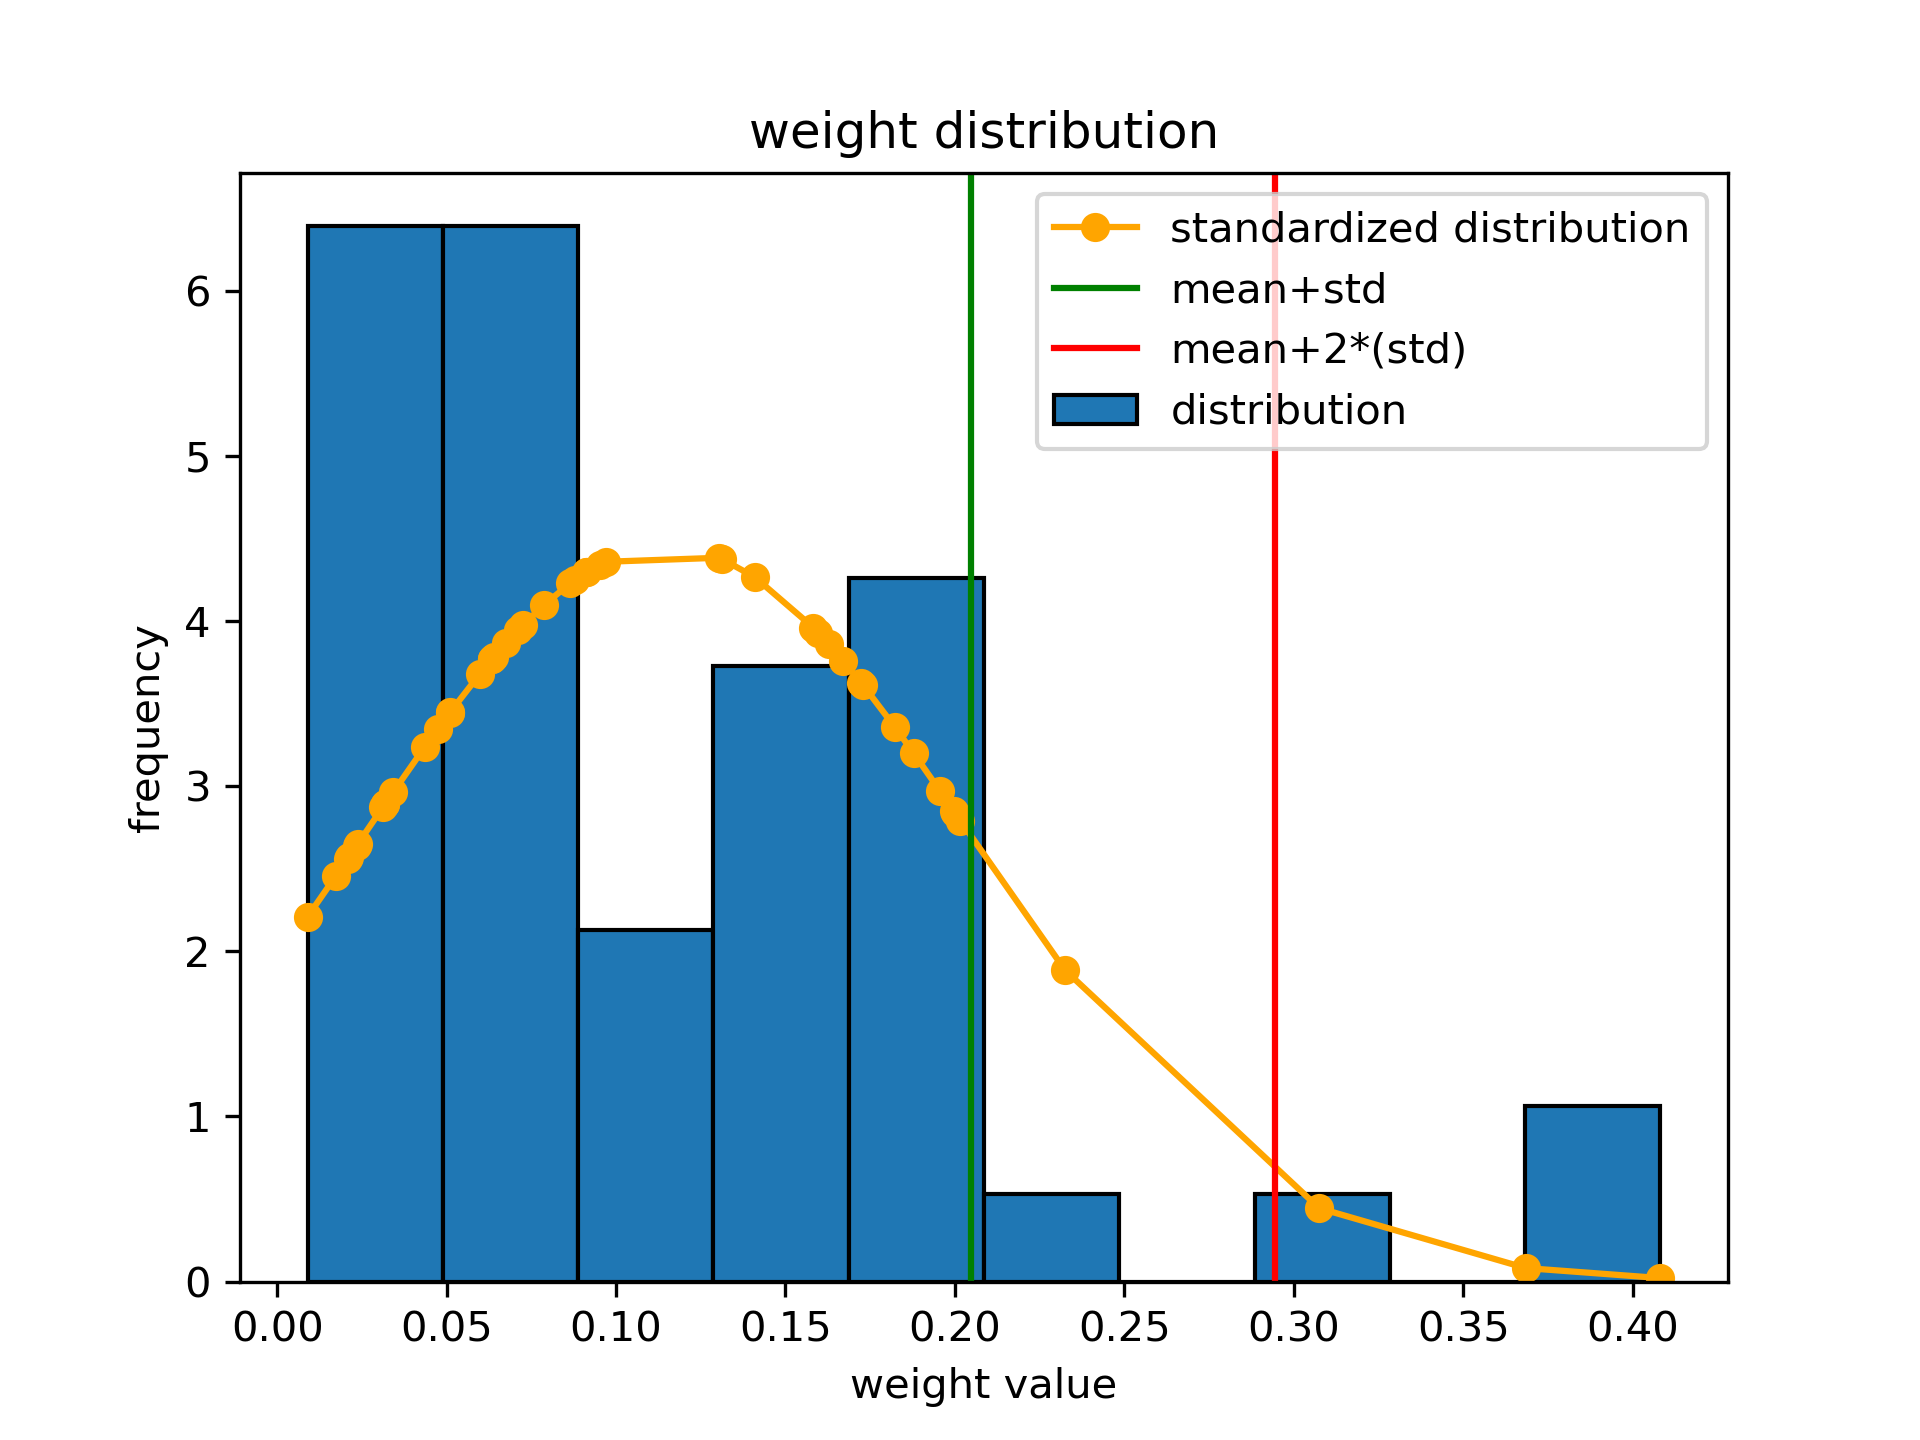 weight distribution
standardized distribution
mean+std
mean+2*(std)
distribution
frequency
6
5
4
3
2
1
0
0.00 0.05 0.10 0.15 0.20 0.25 0.30 0.35 0.40
weight value